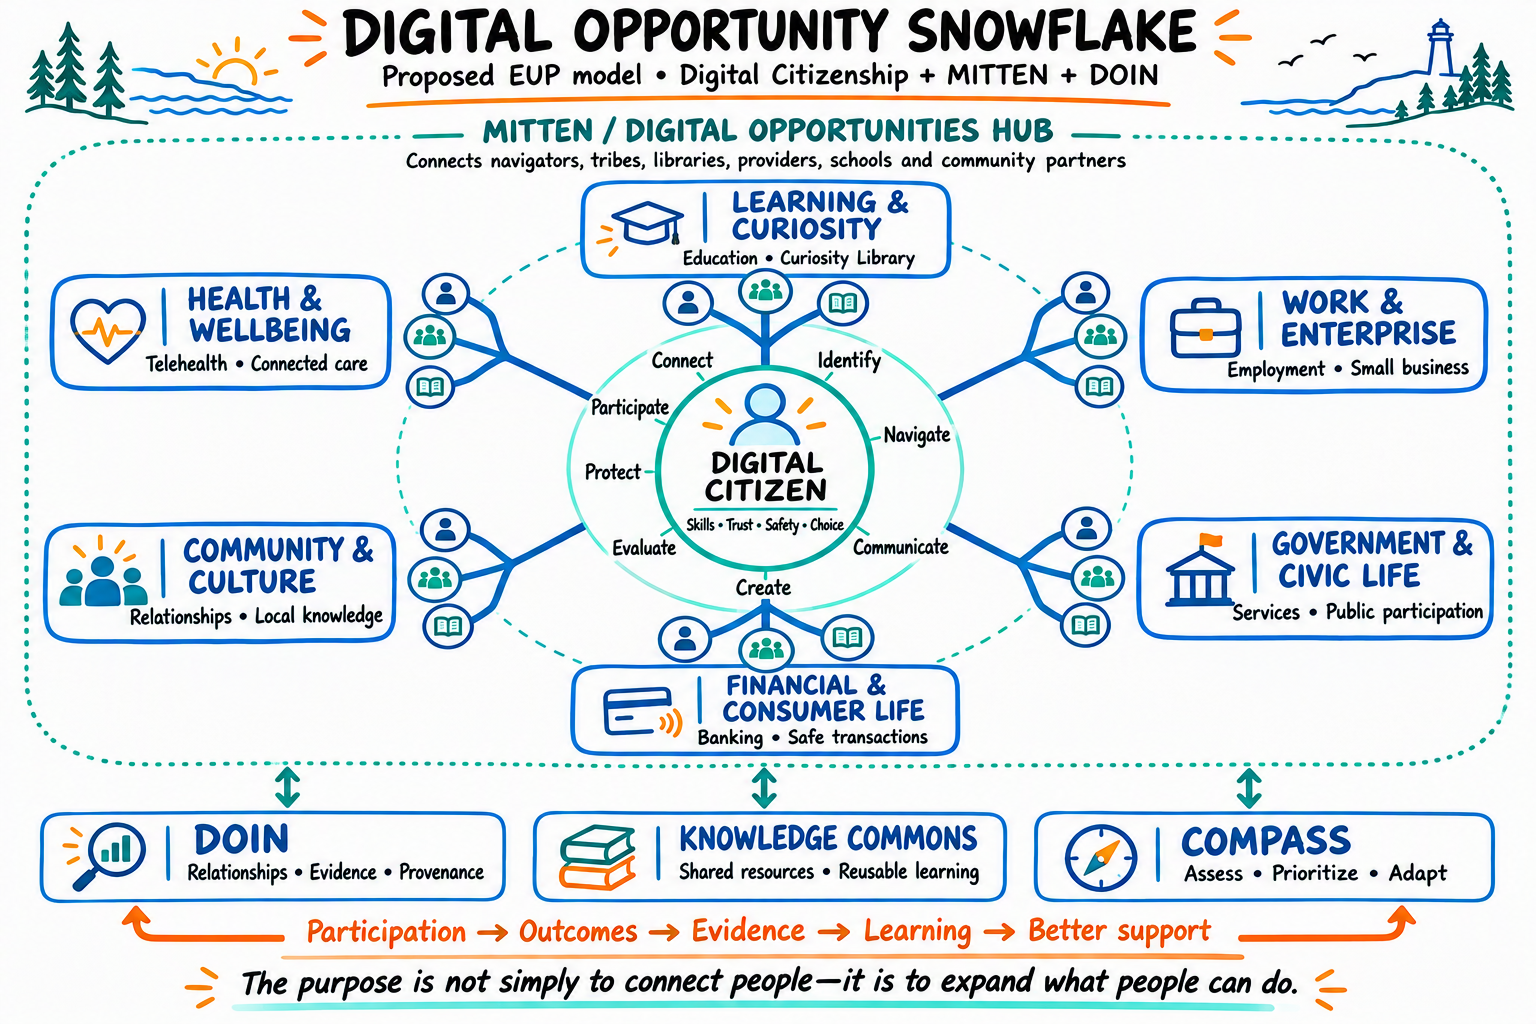 DIGITAL OPPORTUNITY SNOWFLAKE
Proposed EUP model • Digital Citizenship + MITTEN + DOIN
MITTEN / DIGITAL OPPORTUNITIES HUB
Connects navigators, tribes, libraries, providers, schools and community partners
LEARNING &
CURIOSITY
Education • Curiosity Library
HEALTH &
WELLBEING
Telehealth • Connected care
WORK &
ENTERPRISE
Employment • Small business
Connect
Identify
Participate
Navigate
Protect
Evaluate
Communicate
Create
DIGITAL
CITIZEN
Skills • Trust • Safety • Choice
COMMUNITY &
CULTURE
Relationships • Local knowledge
GOVERNMENT &
CIVIC LIFE
Services • Public participation
FINANCIAL &
CONSUMER LIFE
Banking • Safe transactions
DOIN
Relationships • Evidence • Provenance
KNOWLEDGE COMMONS
Shared resources • Reusable learning
COMPASS
Assess • Prioritize • Adapt
Participation → Outcomes → Evidence → Learning → Better support
The purpose is not simply to connect people—it is to expand what people can do.